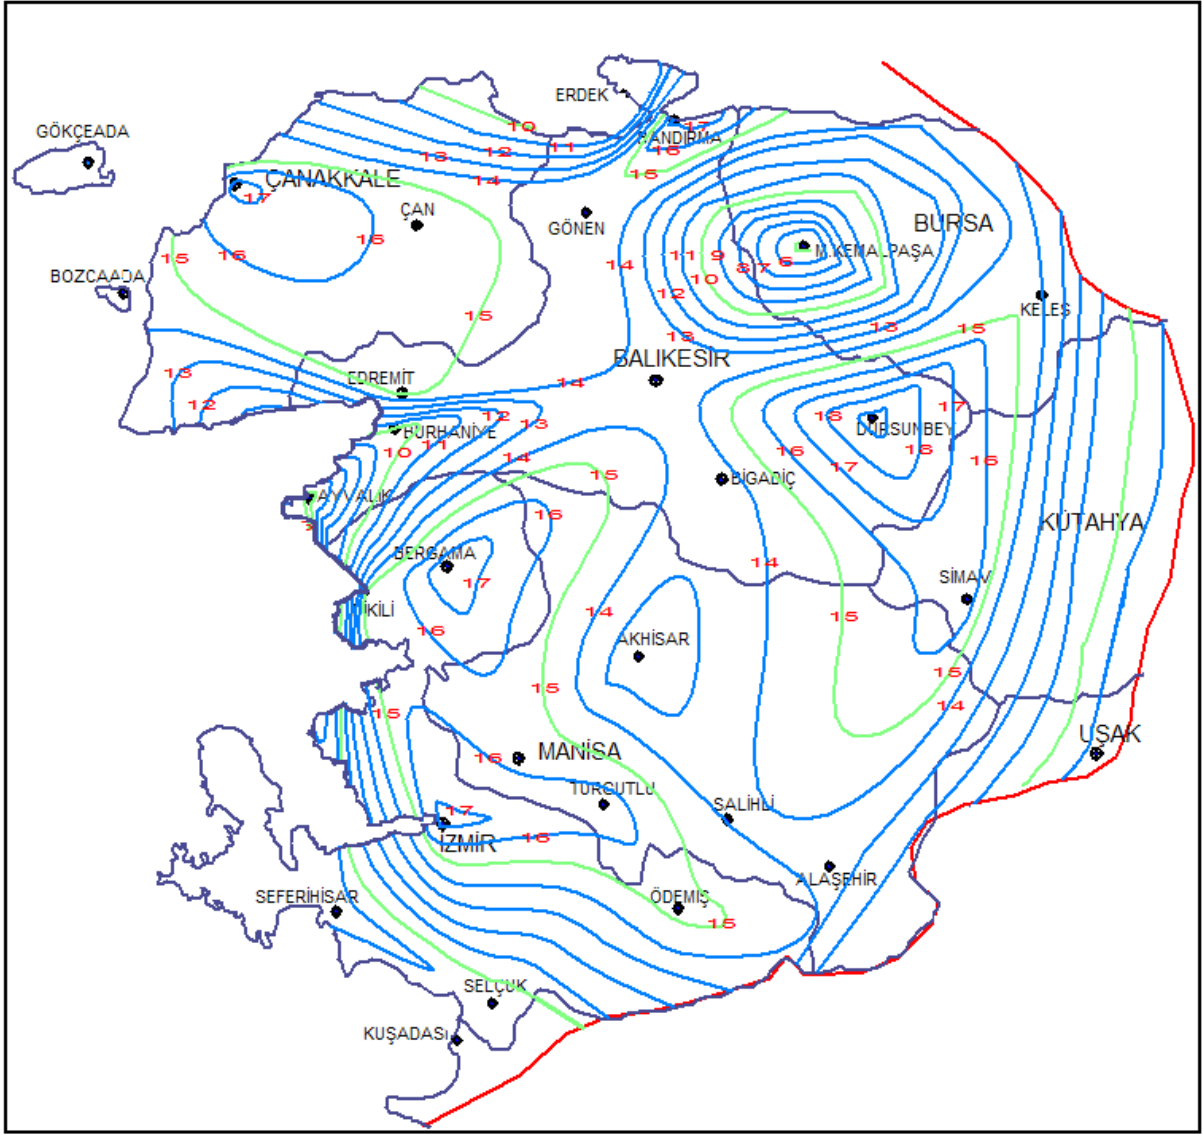 ERDEK
GÖKÇEADA
10
17
BANDIRMA
11
12
13
16
15
14
ÇANAKKALE
17
ÇAN
GÖNEN
BURSA
16
16
15
14
11
9
M.KEMALPAŞA
8
7
6
10
BOZCAADA
12
KELES
15
13
13
15
BALIKESİR
EDREMİT
14
13
12
12
13
17
16
DURSUNBEY
BURHANİYE
11
10
14
16
17
18
16
15
BİGADİÇ
AYVALIK
16
KÜTAHYA
BERGAMA
17
14
SİMAV
DİKİLİ
14
15
16
AKHİSAR
15
15
14
15
UŞAK
16
MANİSA
TURGUTLU
SALİHLİ
17
İZMİR
16
ALAŞEHİR
SEFERİHİSAR
ÖDEMİŞ
15
SELÇUK
KUŞADASI